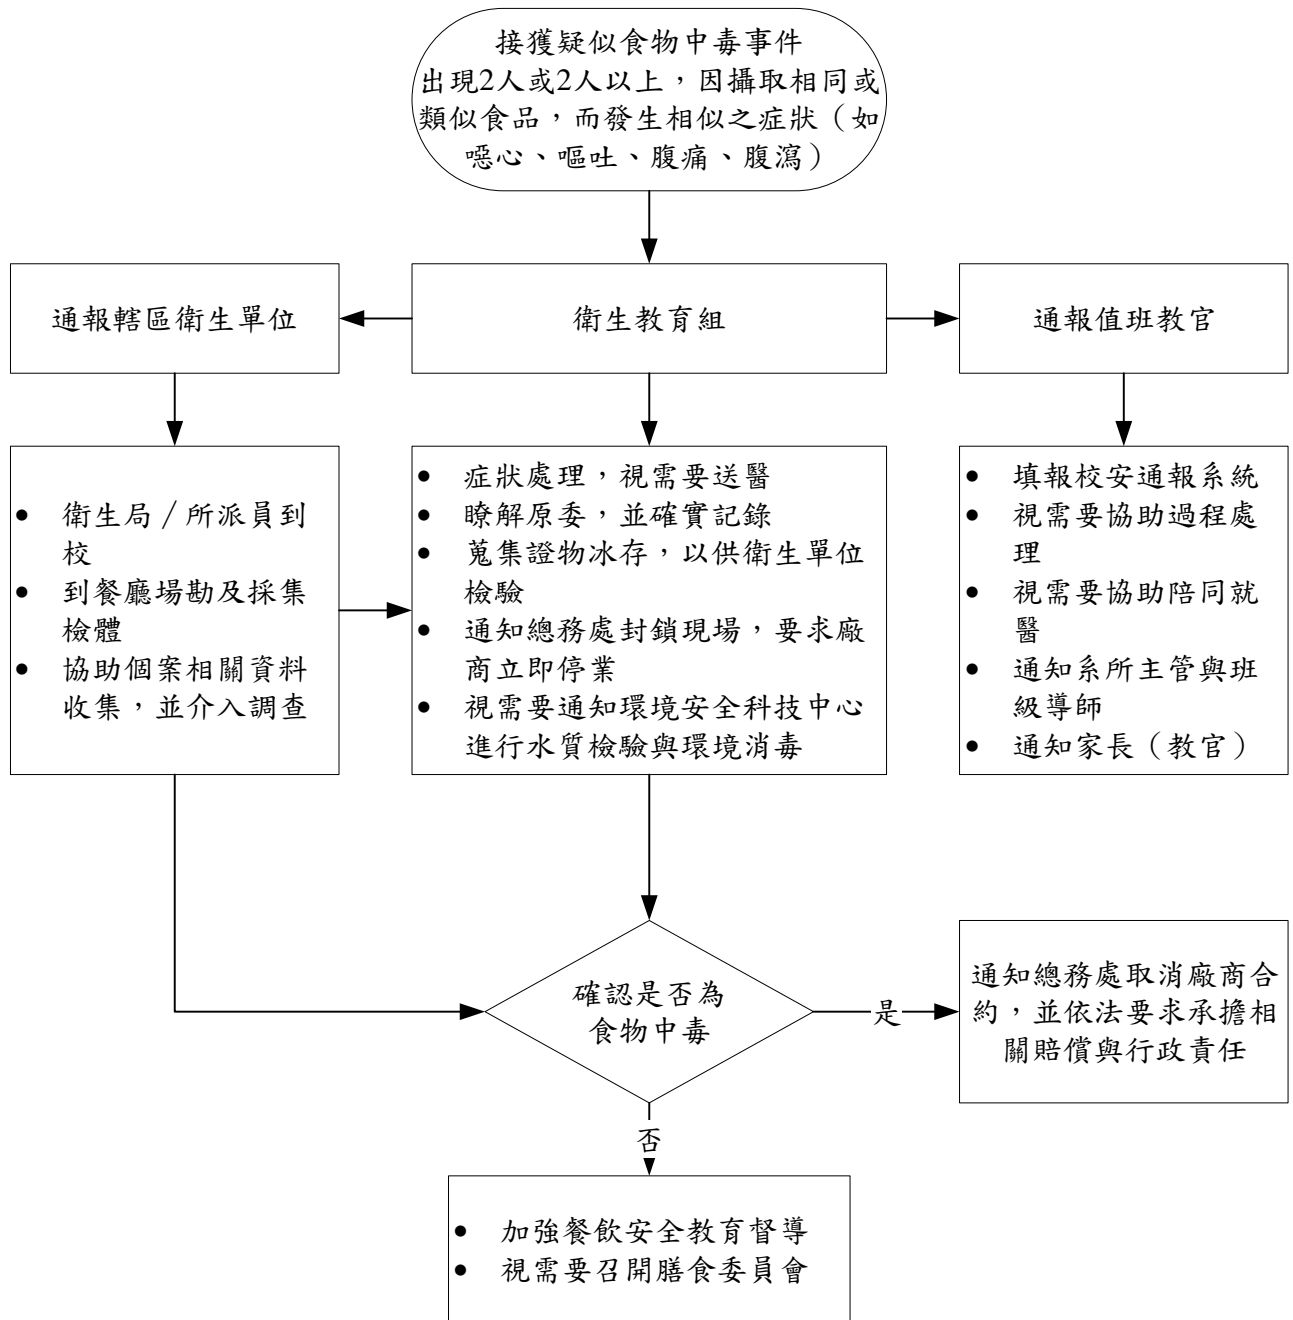 接獲疑似食物中毒事件
出現2人或2人以上，因攝取相同或
類似食品，而發生相似之症狀（如
噁心、嘔吐、腹痛、腹瀉）
通報轄區衛生單位
衛生教育組
通報值班教官
• 衛生局／所派員到
校
• 到餐廳場勘及採集
檢體
• 協助個案相關資料
收集，並介入調查
• 症狀處理，視需要送醫
• 瞭解原委，並確實記錄
• 蒐集證物冰存，以供衛生單位
檢驗
• 通知總務處封鎖現場，要求廠
商立即停業
• 視需要通知環境安全科技中心
進行水質檢驗與環境消毒
• 填報校安通報系統
• 視需要協助過程處
理
• 視需要協助陪同就
醫
• 通知系所主管與班
級導師
• 通知家長（教官）
確認是否為
食物中毒
是
通知總務處取消廠商合
約，並依法要求承擔相
關賠償與行政責任
否
• 加強餐飲安全教育督導
• 視需要召開膳食委員會